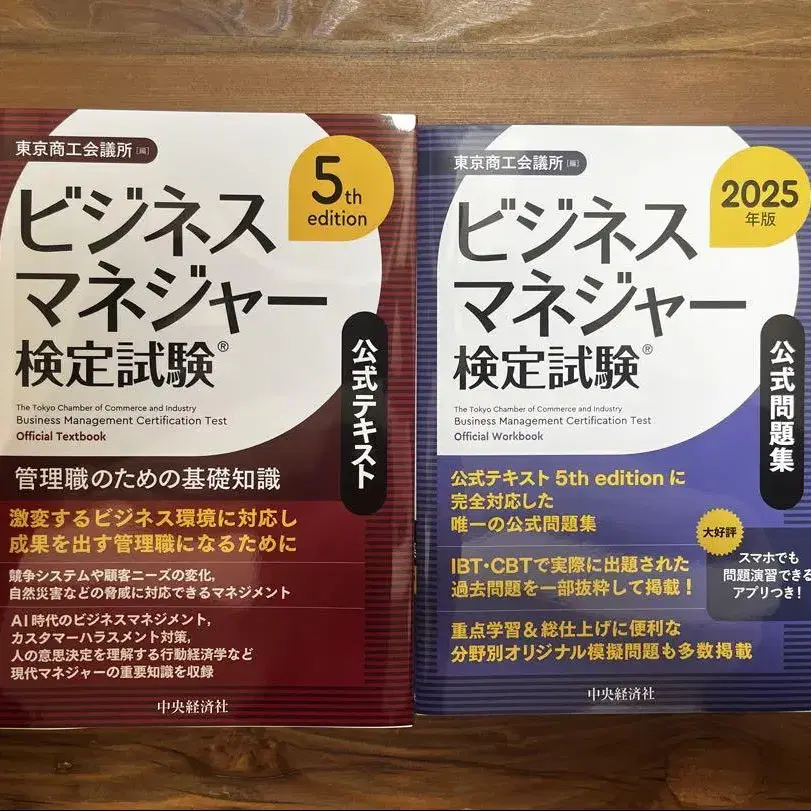 東京商工会議所[編]
5th
edition
ビジネス
マネジャー
検定試験®
公式テキスト
The Tokyo Chamber of Commerce and Industry
Business Management Certification Test
Official Textbook
管理職のための基礎知識
激変するビジネス環境に対応し
成果を出す管理職になるために
競争システムや顧客ニーズの変化,
自然災害などの脅威に対応できるマネジメント
AI時代のビジネスマネジメント,
カスタマーハラスメント対策,
人の意思決定を理解する行動経済学など
現代マネジャーの重要知識を収録
中央経済社
東京商工会議所[編]
2025
年版
ビジネス
マネジャー
検定試験®
公式問題集
The Tokyo Chamber of Commerce and Industry
Business Management Certification Test
Official Workbook
公式テキスト 5th editionに
完全対応した
唯一の公式問題集
IBT・CBTで実際に出題された
過去問題を一部抜粋して掲載！
重点学習＆総仕上げに便利な
分野別オリジナル模擬問題も多数掲載
大好評
スマホでも
問題演習できる
アプリつき！
中央経済社